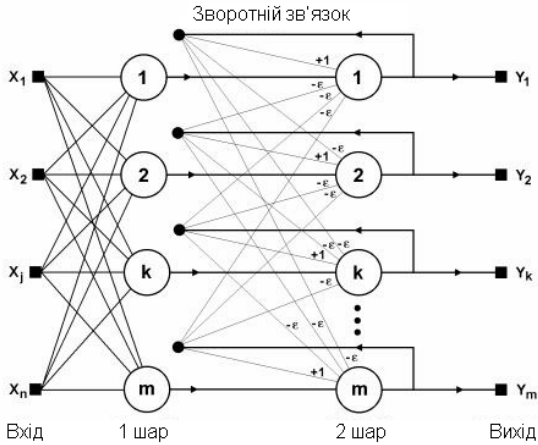 Зворотній зв'язок
+1
X1 1 1 Y1
-ε
-ε
-ε
-ε
X2 2 +1 2 Y2
-ε
-ε
-ε -ε
Xj k +1 k Yk
-ε
-ε -ε
-ε
Xn m +1 m Ym
Вхід 1 шар 2 шар Вихід